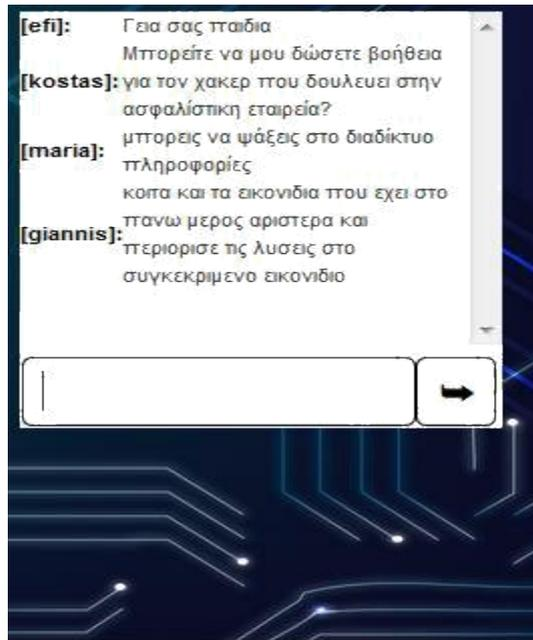 [efi]: Γεια σας παιδια
Μπορείτε να μου δώσετε βοήθεια
[kostas]: για τον χακερ που δουλευει στην
ασφαλίστικη εταιρεία?
[maria]: μπορεις να ψάξεις στο διαδίκτυο
πληροφορίες
κοιτα και τα εικονιδια που εχει στο
[giannis]: πανω μερος αριστερα και
περιορισε τις λυσεις στο
συγκεκριμενο εικονιδιο